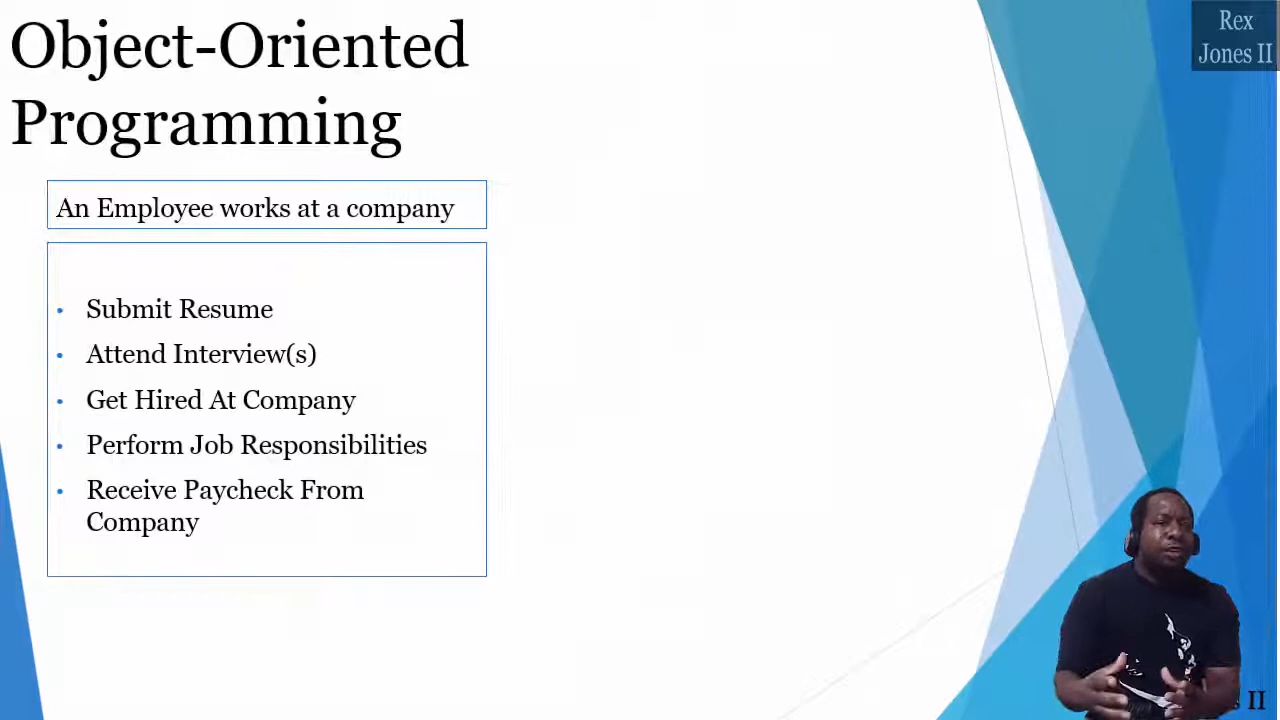 Object-Oriented
Programming
Rex
Jones II
An Employee works at a company
• Submit Resume
• Attend Interview(s)
• Get Hired At Company
• Perform Job Responsibilities
• Receive Paycheck From
Company
II